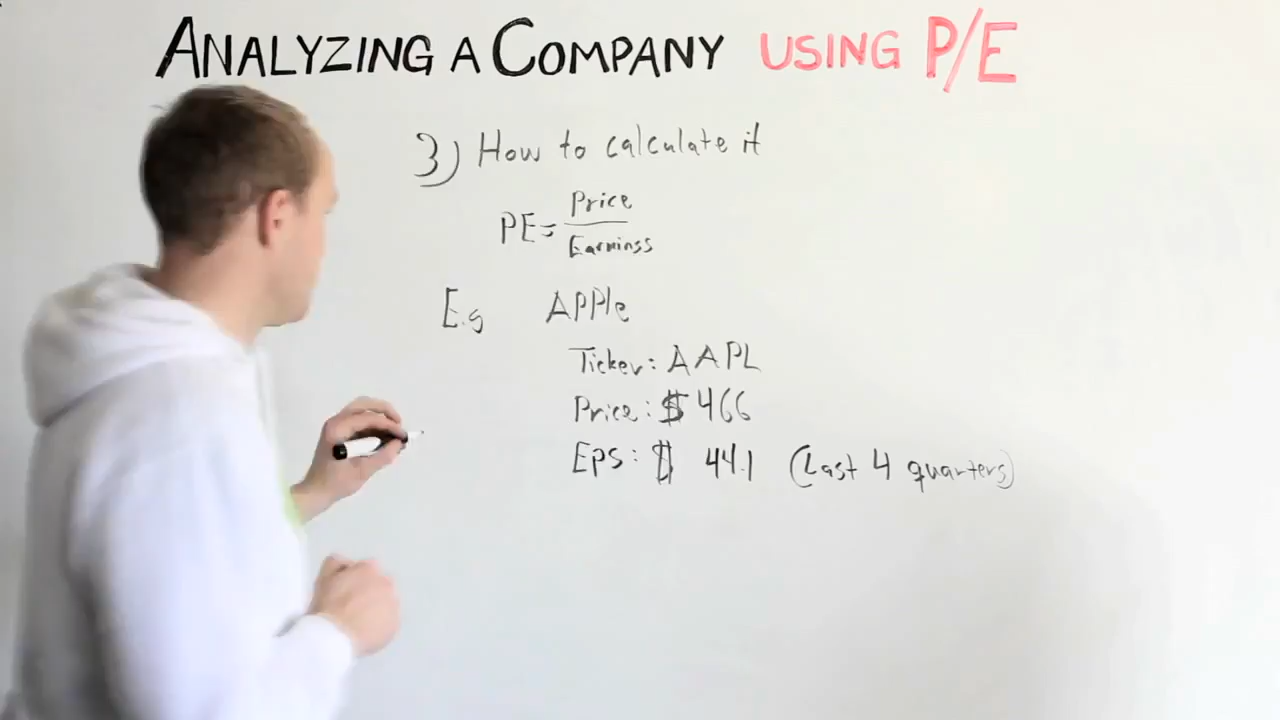 ANALYZING A COMPANY USING P/E
3) How to calculate it
PE = Price
Earnings
E.g APPle
Ticker: AAPL
Price: $ 466
Eps: $ 44.1 (Last 4 quarters)